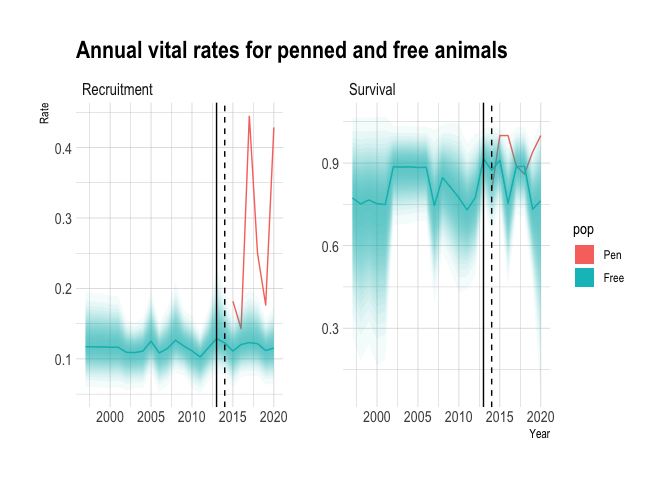 Annual vital rates for penned and free animals
Recruitment
Survival
Rate
0.4
0.3
0.2
0.1
0.9
0.6
0.3
2000 2005 2010 2015 2020
2000 2005 2010 2015 2020
Year
pop
Pen
Free